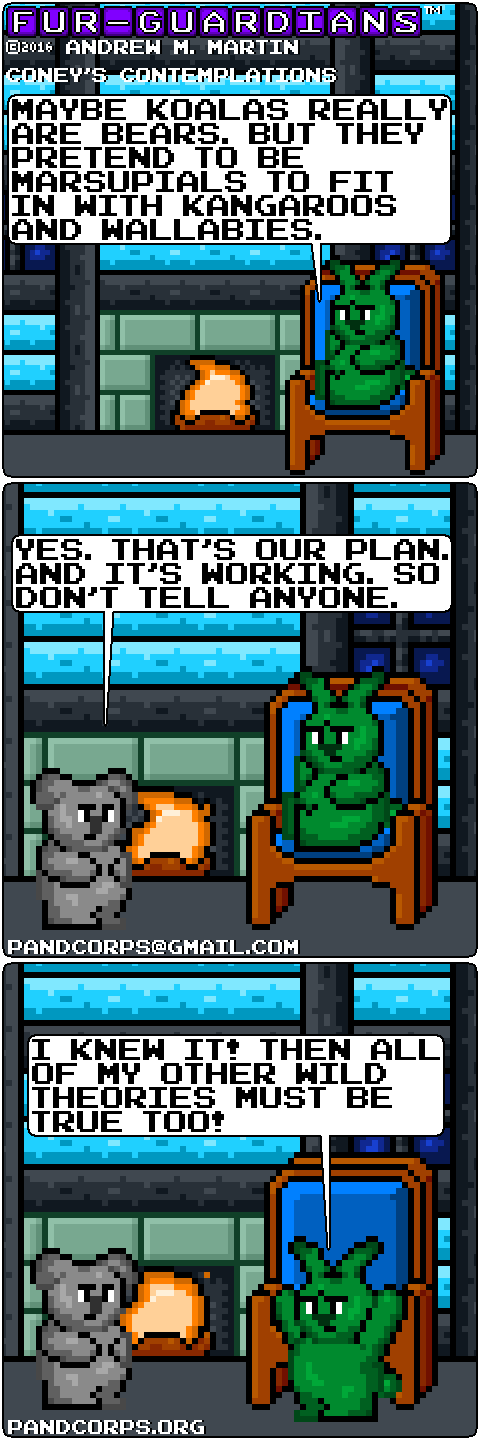 FUR-GUARDIANS™
©2016 ANDREW M. MARTIN
CONEY'S CONTEMPLATIONS
MAYBE KOALAS REALLY
ARE BEARS. BUT THEY
PRETEND TO BE
MARSUPIALS TO FIT
IN WITH KANGAROOS
AND WALLABIES.
YES. THAT'S OUR PLAN.
AND IT'S WORKING. SO
DON'T TELL ANYONE.
PANDCORPS@GMAIL.COM
I KNEW IT! THEN ALL
OF MY OTHER WILD
THEORIES MUST BE
TRUE TOO!
PANDCORPS.ORG